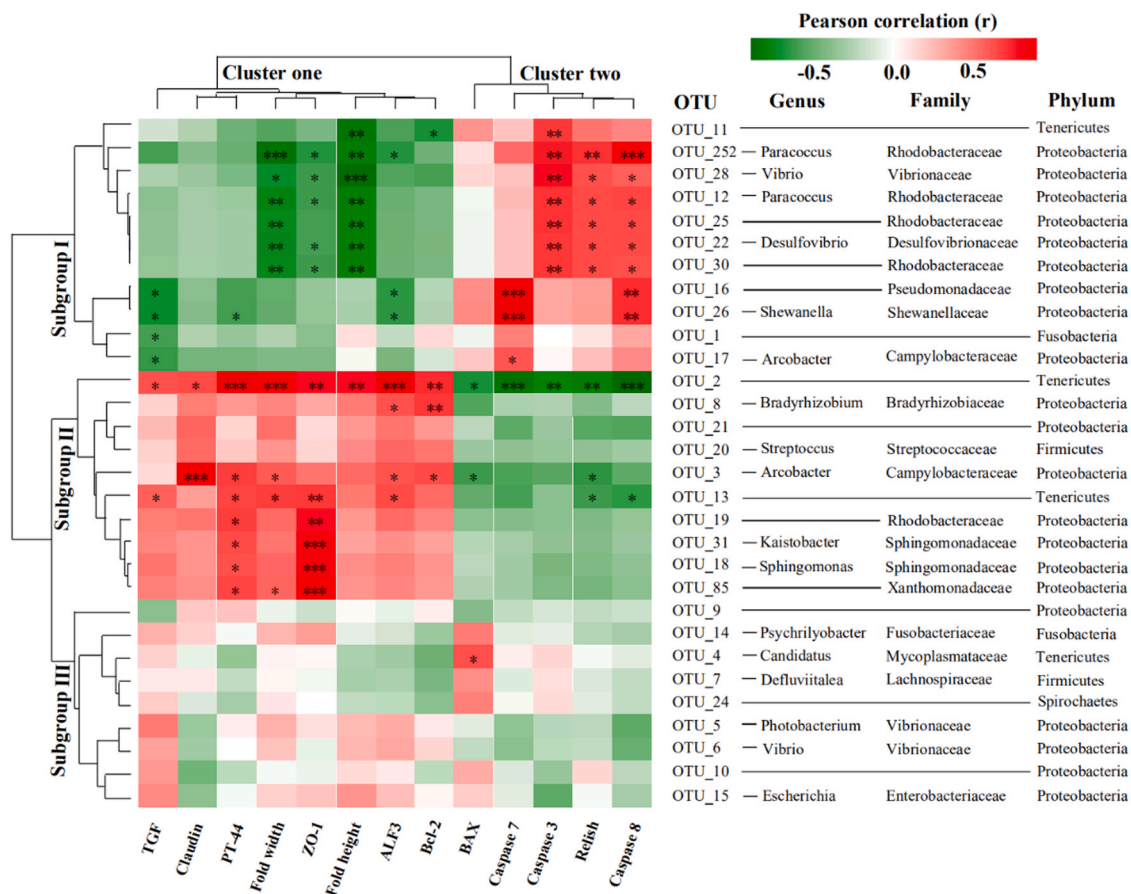 Pearson correlation (r)
-0.5 0.0 0.5
Cluster one Cluster two
OTU Genus Family Phylum
OTU_11 Tenericutes
** * **
OTU_252 Paracoccus Rhodobacteraceae Proteobacteria
*** * ** * ** ** ***
OTU_28 Vibrio Vibrionaceae Proteobacteria
* * *** ** * *
OTU_12 Paracoccus Rhodobacteraceae Proteobacteria
** * ** ** * *
OTU_25 Rhodobacteraceae Proteobacteria
** ** ** * *
OTU_22 Desulfovibrio Desulfovibrionaceae Proteobacteria
** * ** ** * *
OTU_30 Rhodobacteraceae Proteobacteria
** * ** ** * *
OTU_16 Pseudomonadaceae Proteobacteria
* * *** **
OTU_26 Shewanella Shewanellaceae Proteobacteria
* * * *** **
OTU_1 Fusobacteria
*
OTU_17 Arcobacter Campylobacteraceae Proteobacteria
* *
OTU_2 Tenericutes
* * *** *** ** ** *** ** * *** ** ** ***
OTU_8 Bradyrhizobium Bradyrhizobiaceae Proteobacteria
* **
OTU_21 Proteobacteria
OTU_20 Streptoccus Streptococcaceae Firmicutes
OTU_3 Arcobacter Campylobacteraceae Proteobacteria
*** * * * * * *
OTU_13 Tenericutes
* * * ** * * *
OTU_19 Rhodobacteraceae Proteobacteria
* **
OTU_31 Kaistobacter Sphingomonadaceae Proteobacteria
* ***
OTU_18 Sphingomonas Sphingomonadaceae Proteobacteria
* ***
OTU_85 Xanthomonadaceae Proteobacteria
* * ***
OTU_9 Proteobacteria
OTU_14 Psychrilyobacter Fusobacteriaceae Fusobacteria
OTU_4 Candidatus Mycoplasmataceae Tenericutes
*
OTU_7 Defluviitalea Lachnospiraceae Firmicutes
OTU_24 Spirochaetes
OTU_5 Photobacterium Vibrionaceae Proteobacteria
OTU_6 Vibrio Vibrionaceae Proteobacteria
OTU_10 Proteobacteria
OTU_15 Escherichia Enterobacteriaceae Proteobacteria
Subgroup I
Subgroup II
Subgroup III
TGF Claudin PT-44 Fold width ZO-1 Fold height ALF3 Bcl-2 BAX Caspase 7 Caspase 3 Relish Caspase 8